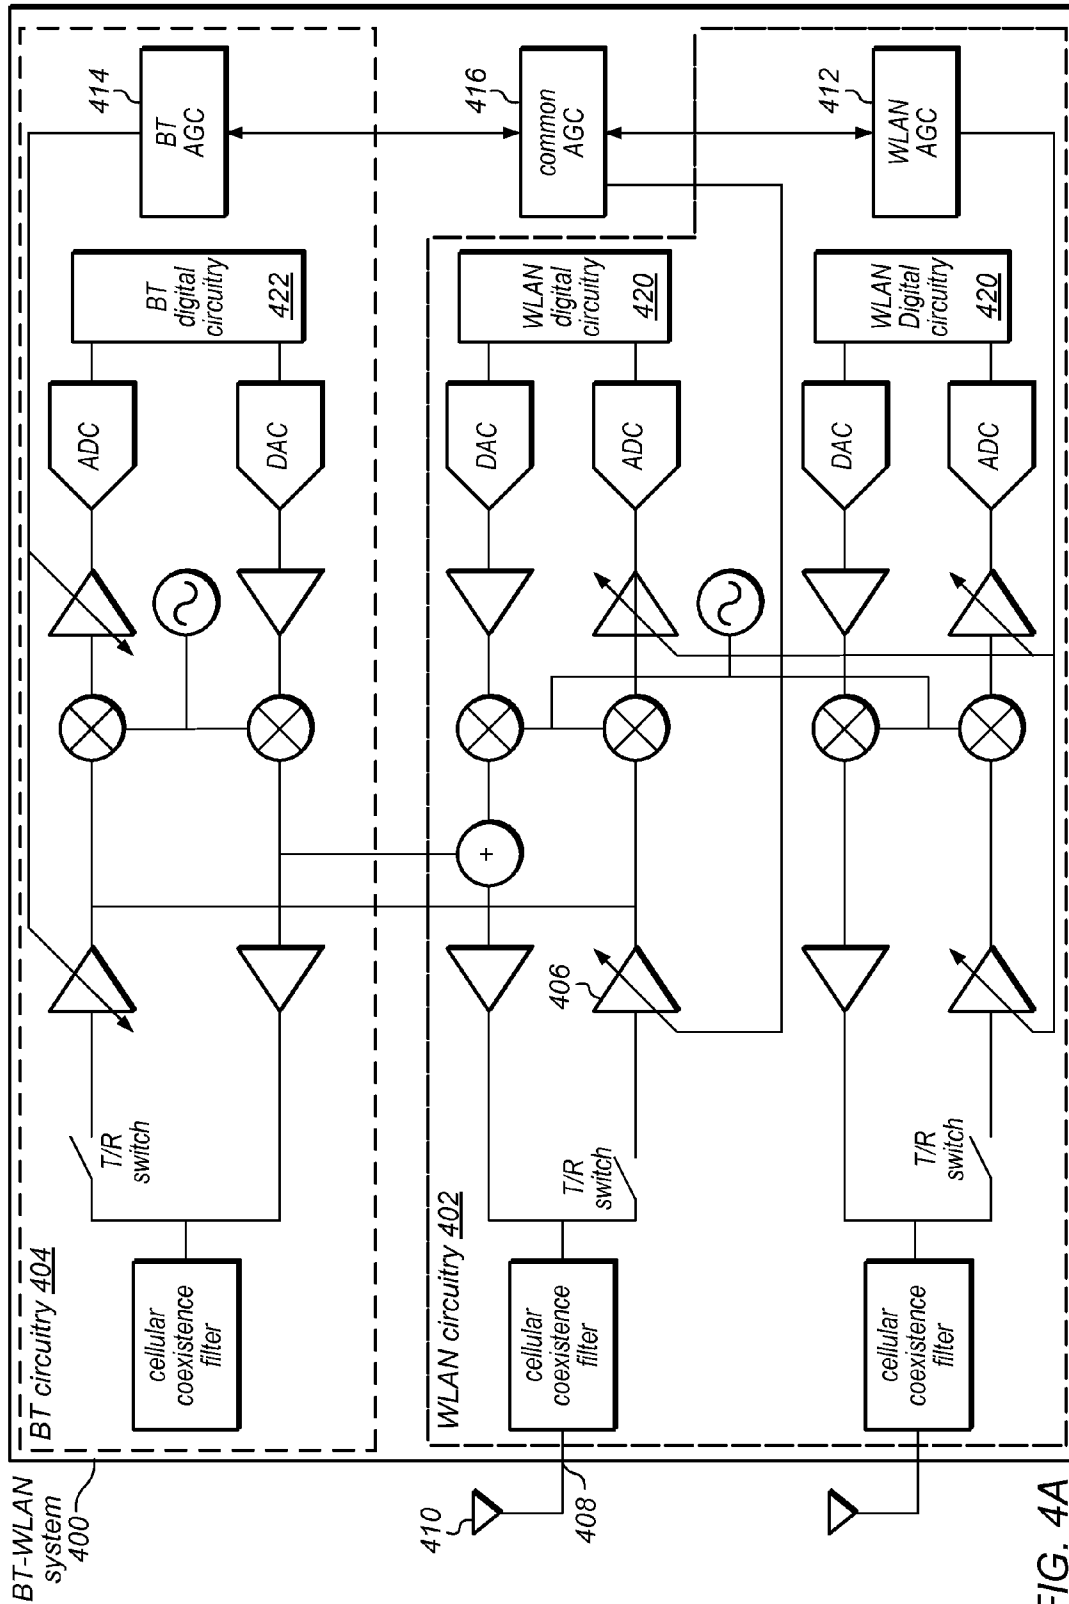 BT-WLAN
system
400
BT circuitry 404
cellular
coexistence
filter
T/R
switch
ADC
DAC
BT
digital
circuitry
422
BT
AGC
414
410
408
WLAN circuitry 402
cellular
coexistence
filter
T/R
switch
406
+
DAC
ADC
WLAN
digital
circuitry
420
common
AGC
416
cellular
coexistence
filter
T/R
switch
DAC
ADC
WLAN
Digital
circuitry
420
WLAN
AGC
412
FIG. 4A